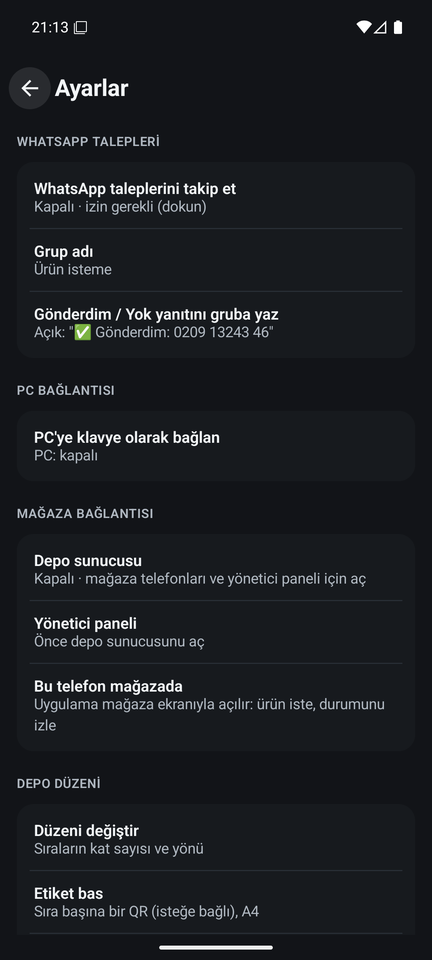 21:13
Ayarlar
WHATSAPP TALEPLERİ
WhatsApp taleplerini takip et
Kapalı · izin gerekli (dokun)
Grup adı
Ürün isteme
Gönderdim / Yok yanıtını gruba yaz
Açık: "✅ Gönderdim: 0209 13243 46"
PC BAĞLANTISI
PC'ye klavye olarak bağlan
PC: kapalı
MAĞAZA BAĞLANTISI
Depo sunucusu
Kapalı · mağaza telefonları ve yönetici paneli için aç
Yönetici paneli
Önce depo sunucusunu aç
Bu telefon mağazada
Uygulama mağaza ekranıyla açılır: ürün iste, durumunu
izle
DEPO DÜZENİ
Düzeni değiştir
Sıraların kat sayısı ve yönü
Etiket bas
Sıra başına bir QR (isteğe bağlı), A4